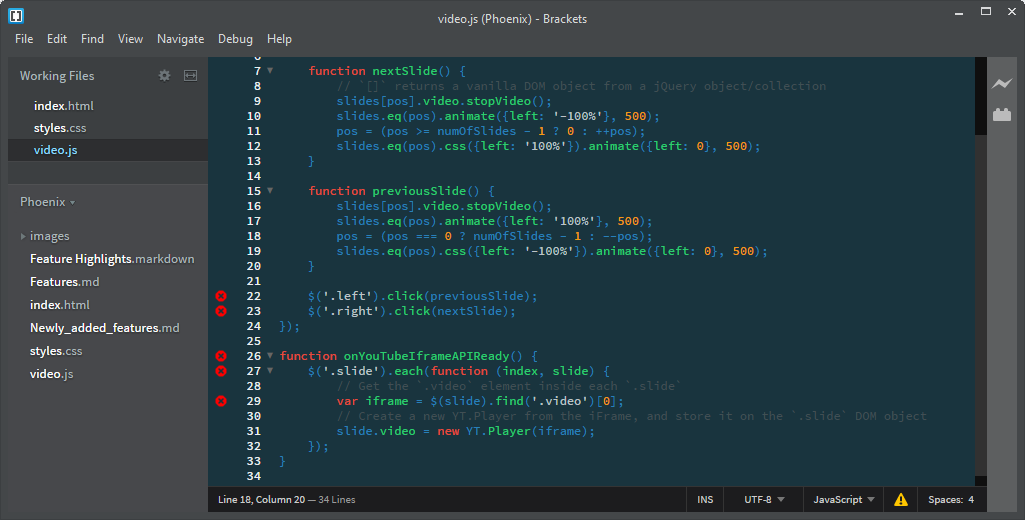 video.js (Phoenix) - Brackets
File Edit Find View Navigate Debug Help
Working Files
index.html
styles.css
video.js
Phoenix
images
Feature Highlights.markdown
Features.md
index.html
Newly_added_features.md
styles.css
video.js
7 function nextSlide() {
8 // `[]` returns a vanilla DOM object from a jQuery object/collection
9 slides[pos].video.stopVideo();
10 slides.eq(pos).animate({left: '-100%'}, 500);
11 pos = (pos >= numOfSlides - 1 ? 0 : ++pos);
12 slides.eq(pos).css({left: '100%'}).animate({left: 0}, 500);
13 }
14
15 function previousSlide() {
16 slides[pos].video.stopVideo();
17 slides.eq(pos).animate({left: '100%'}, 500);
18 pos = (pos === 0 ? numOfSlides - 1 : --pos);
19 slides.eq(pos).css({left: '-100%'}).animate({left: 0}, 500);
20 }
21
22 $('.left').click(previousSlide);
23 $('.right').click(nextSlide);
24 });
25
26 function onYouTubeIframeAPIReady() {
27 $('.slide').each(function (index, slide) {
28 // Get the `.video` element inside each `.slide`
29 var iframe = $(slide).find('.video')[0];
30 // Create a new YT.Player from the iFrame, and store it on the `.slide` DOM object
31 slide.video = new YT.Player(iframe);
32 });
33 }
34
Line 18, Column 20 — 34 Lines
INS
UTF-8
JavaScript
Spaces: 4